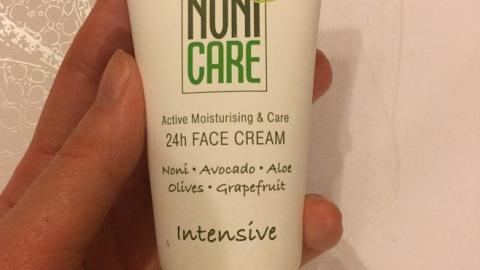 NONI
CARE
Active Moisturising & Care
24h FACE CREAM
Noni • Avocado • Aloe
Olives • Grapefruit
Intensive